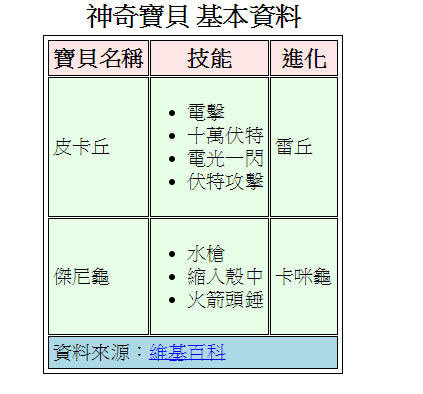 神奇寶貝 基本資料
寶貝名稱 技能 進化
皮卡丘
電擊
十萬伏特
電光一閃
伏特攻擊
雷丘
傑尼龜
水槍
縮入殼中
火箭頭錘
卡咪龜
資料來源：維基百科